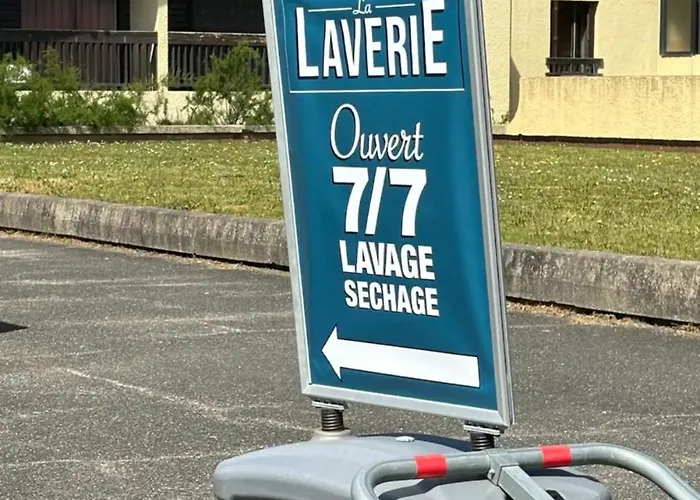 La
LAVERIE
Ouvert
7/7
LAVAGE
SECHAGE